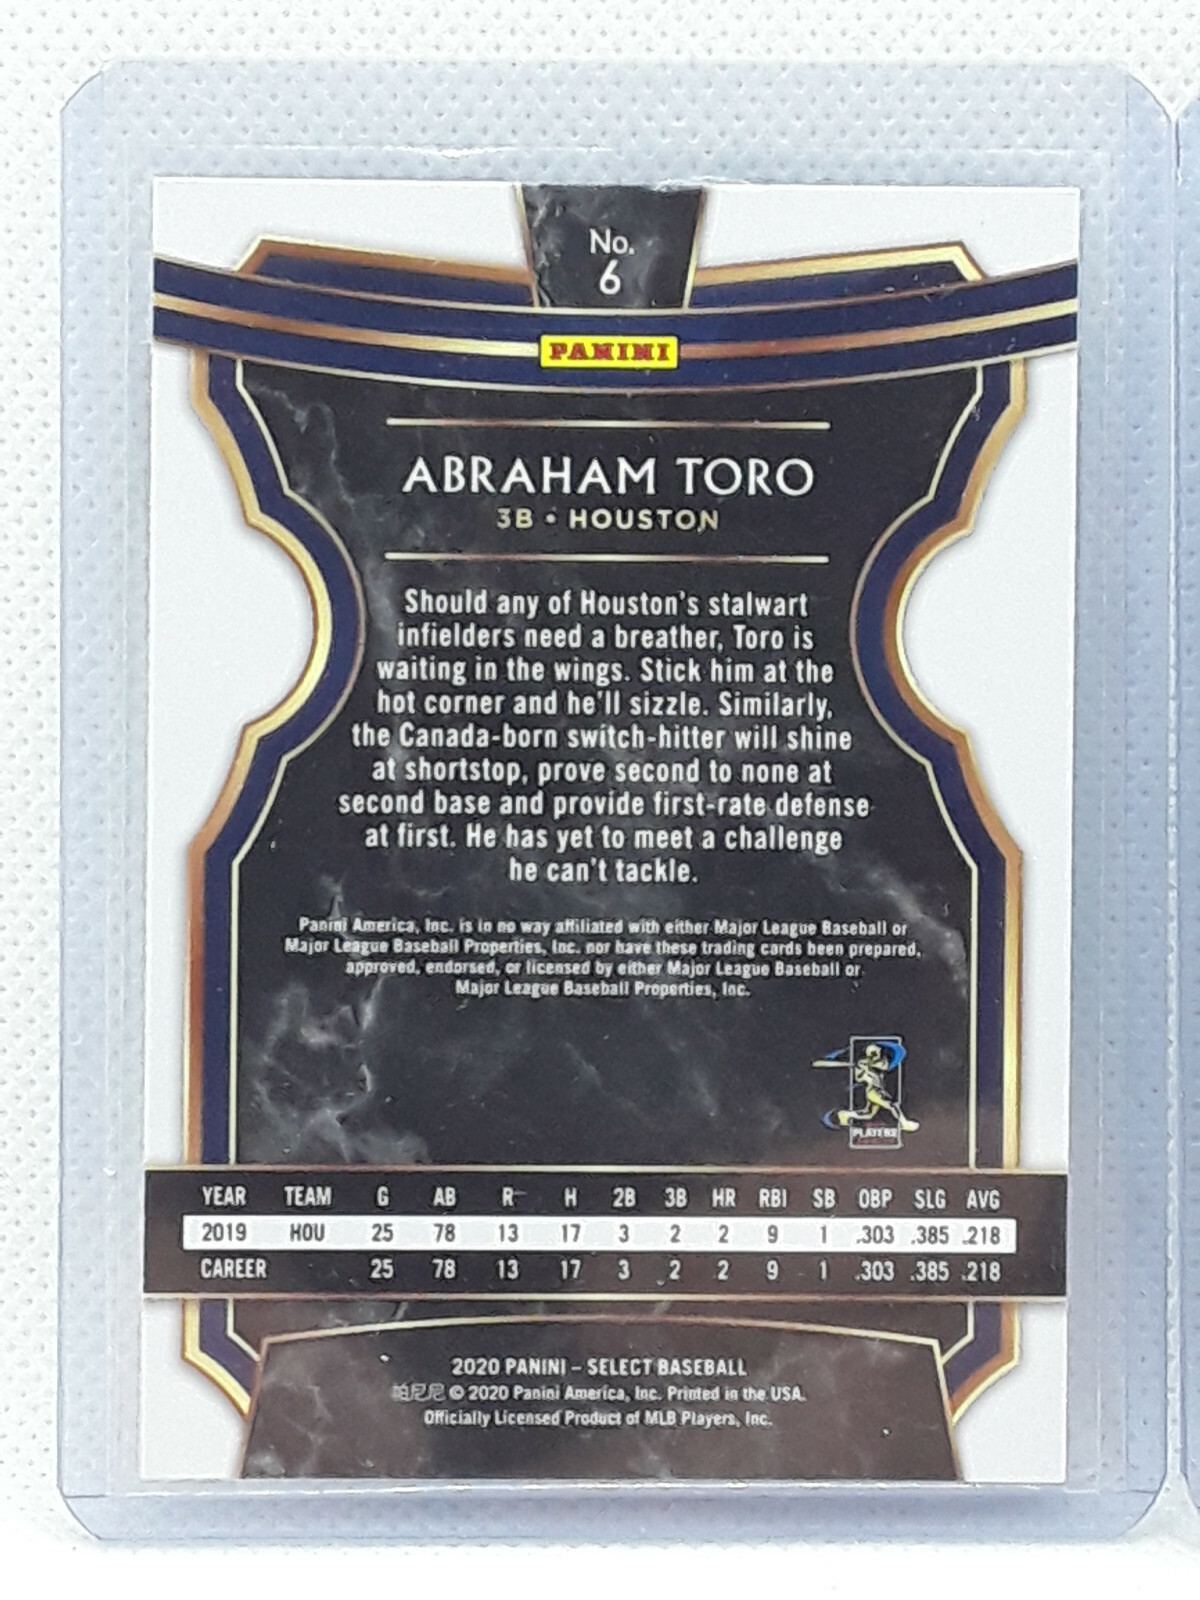 No.
6
PANINI
ABRAHAM TORO
3B • HOUSTON
Should any of Houston's stalwart
infielders need a breather, Toro is
waiting in the wings. Stick him at the
hot corner and he'll sizzle. Similarly,
the Canada-born switch-hitter will shine
at shortstop, prove second to none at
second base and provide first-rate defense
at first. He has yet to meet a challenge
he can't tackle.
Panini America, Inc. is in no way affiliated with either Major League Baseball or
Major League Baseball Properties, Inc. nor have these trading cards been prepared,
approved, endorsed, or licensed by either Major League Baseball or
Major League Baseball Properties, Inc.
PLAYERS
YEAR TEAM G AB R H 2B 3B HR RBI SB OBP SLG AVG
2019 HOU 25 78 13 17 3 2 2 9 1 .303 .385 .218
CAREER 25 78 13 17 3 2 2 9 1 .303 .385 .218
2020 PANINI – SELECT BASEBALL
帕尼尼 © 2020 Panini America, Inc. Printed in the USA.
Officially Licensed Product of MLB Players, Inc.